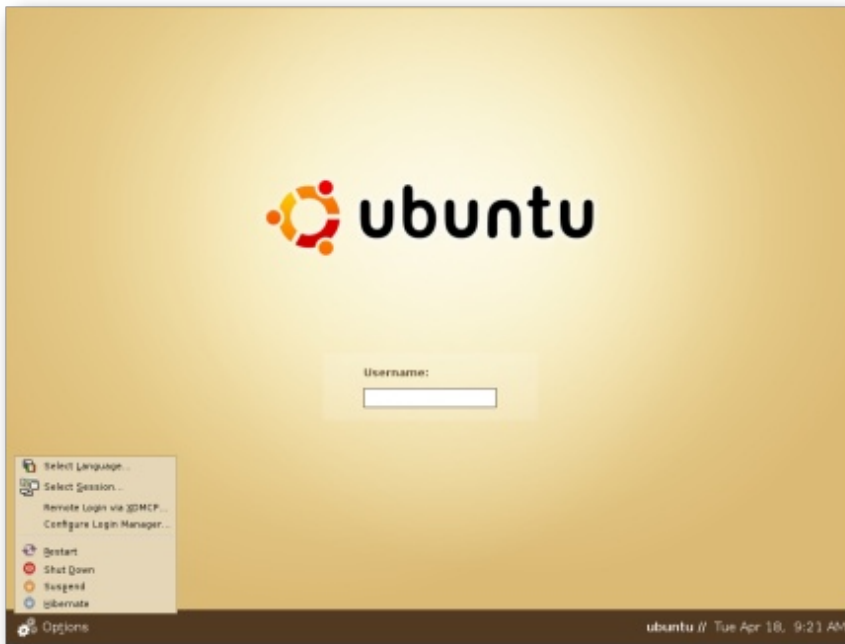 ubuntu
Username:
Select Language...
Select Session...
Remote Login via XDMCP...
Configure Login Manager...
Restart
Shut Down
Suspend
Hibernate
Options
ubuntu // Tue Apr 18, 9:21 AM